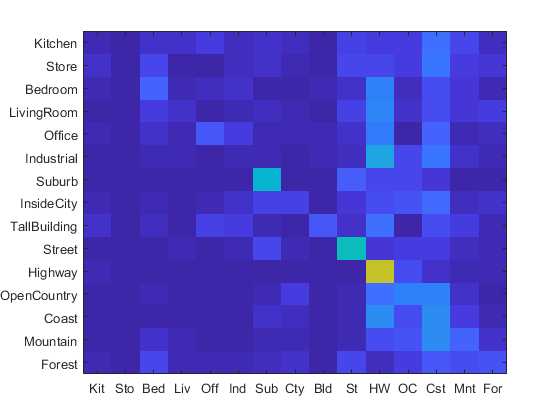 Kitchen
Store
Bedroom
LivingRoom
Office
Industrial
Suburb
InsideCity
TallBuilding
Street
Highway
OpenCountry
Coast
Mountain
Forest
Kit Sto Bed Liv Off Ind Sub Cty Bld St HW OC Cst Mnt For